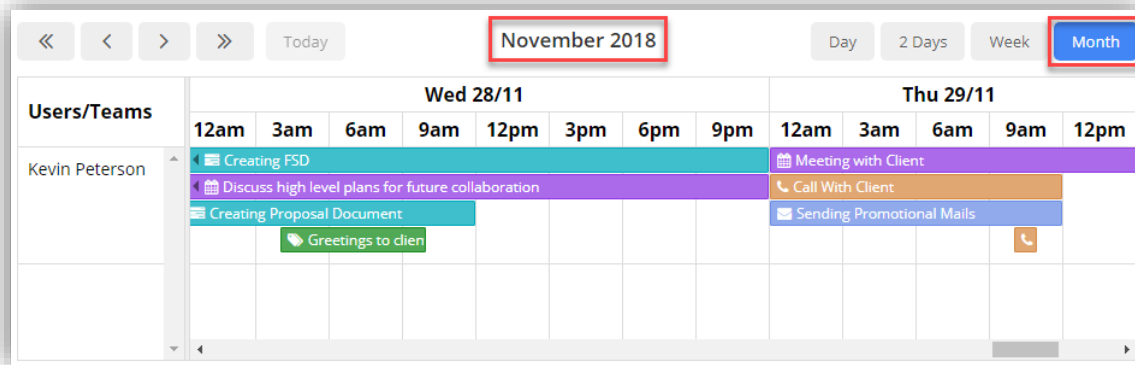 Today
November 2018
Day
2 Days
Week
Month
Users/Teams
Wed 28/11
Thu 29/11
12am 3am 6am 9am 12pm 3pm 6pm 9pm 12am 3am 6am 9am 12pm
Kevin Peterson
Creating FSD
Meeting with Client
Discuss high level plans for future collaboration
Call With Client
Creating Proposal Document
Sending Promotional Mails
Greetings to clien